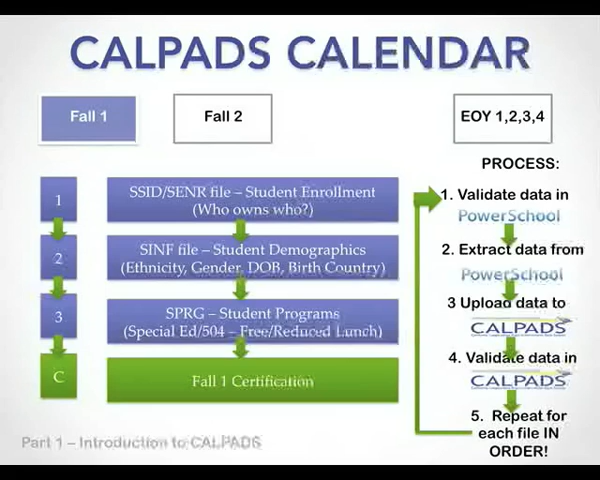 CALPADS CALENDAR
Fall 1
Fall 2
EOY 1,2,3,4
1
SSID/SENR file – Student Enrollment
(Who owns who?)
2
SINF file – Student Demographics
(Ethnicity, Gender, DOB, Birth Country)
3
SPRG – Student Programs
(Special Ed/504 – Free/Reduced Lunch)
C
Fall 1 Certification
PROCESS:
1. Validate data in
PowerSchool
2. Extract data from
PowerSchool
3 Upload data to
CALPADS
4. Validate data in
CALPADS
5. Repeat for
each file IN
ORDER!
Part 1 – Introduction to CALPADS